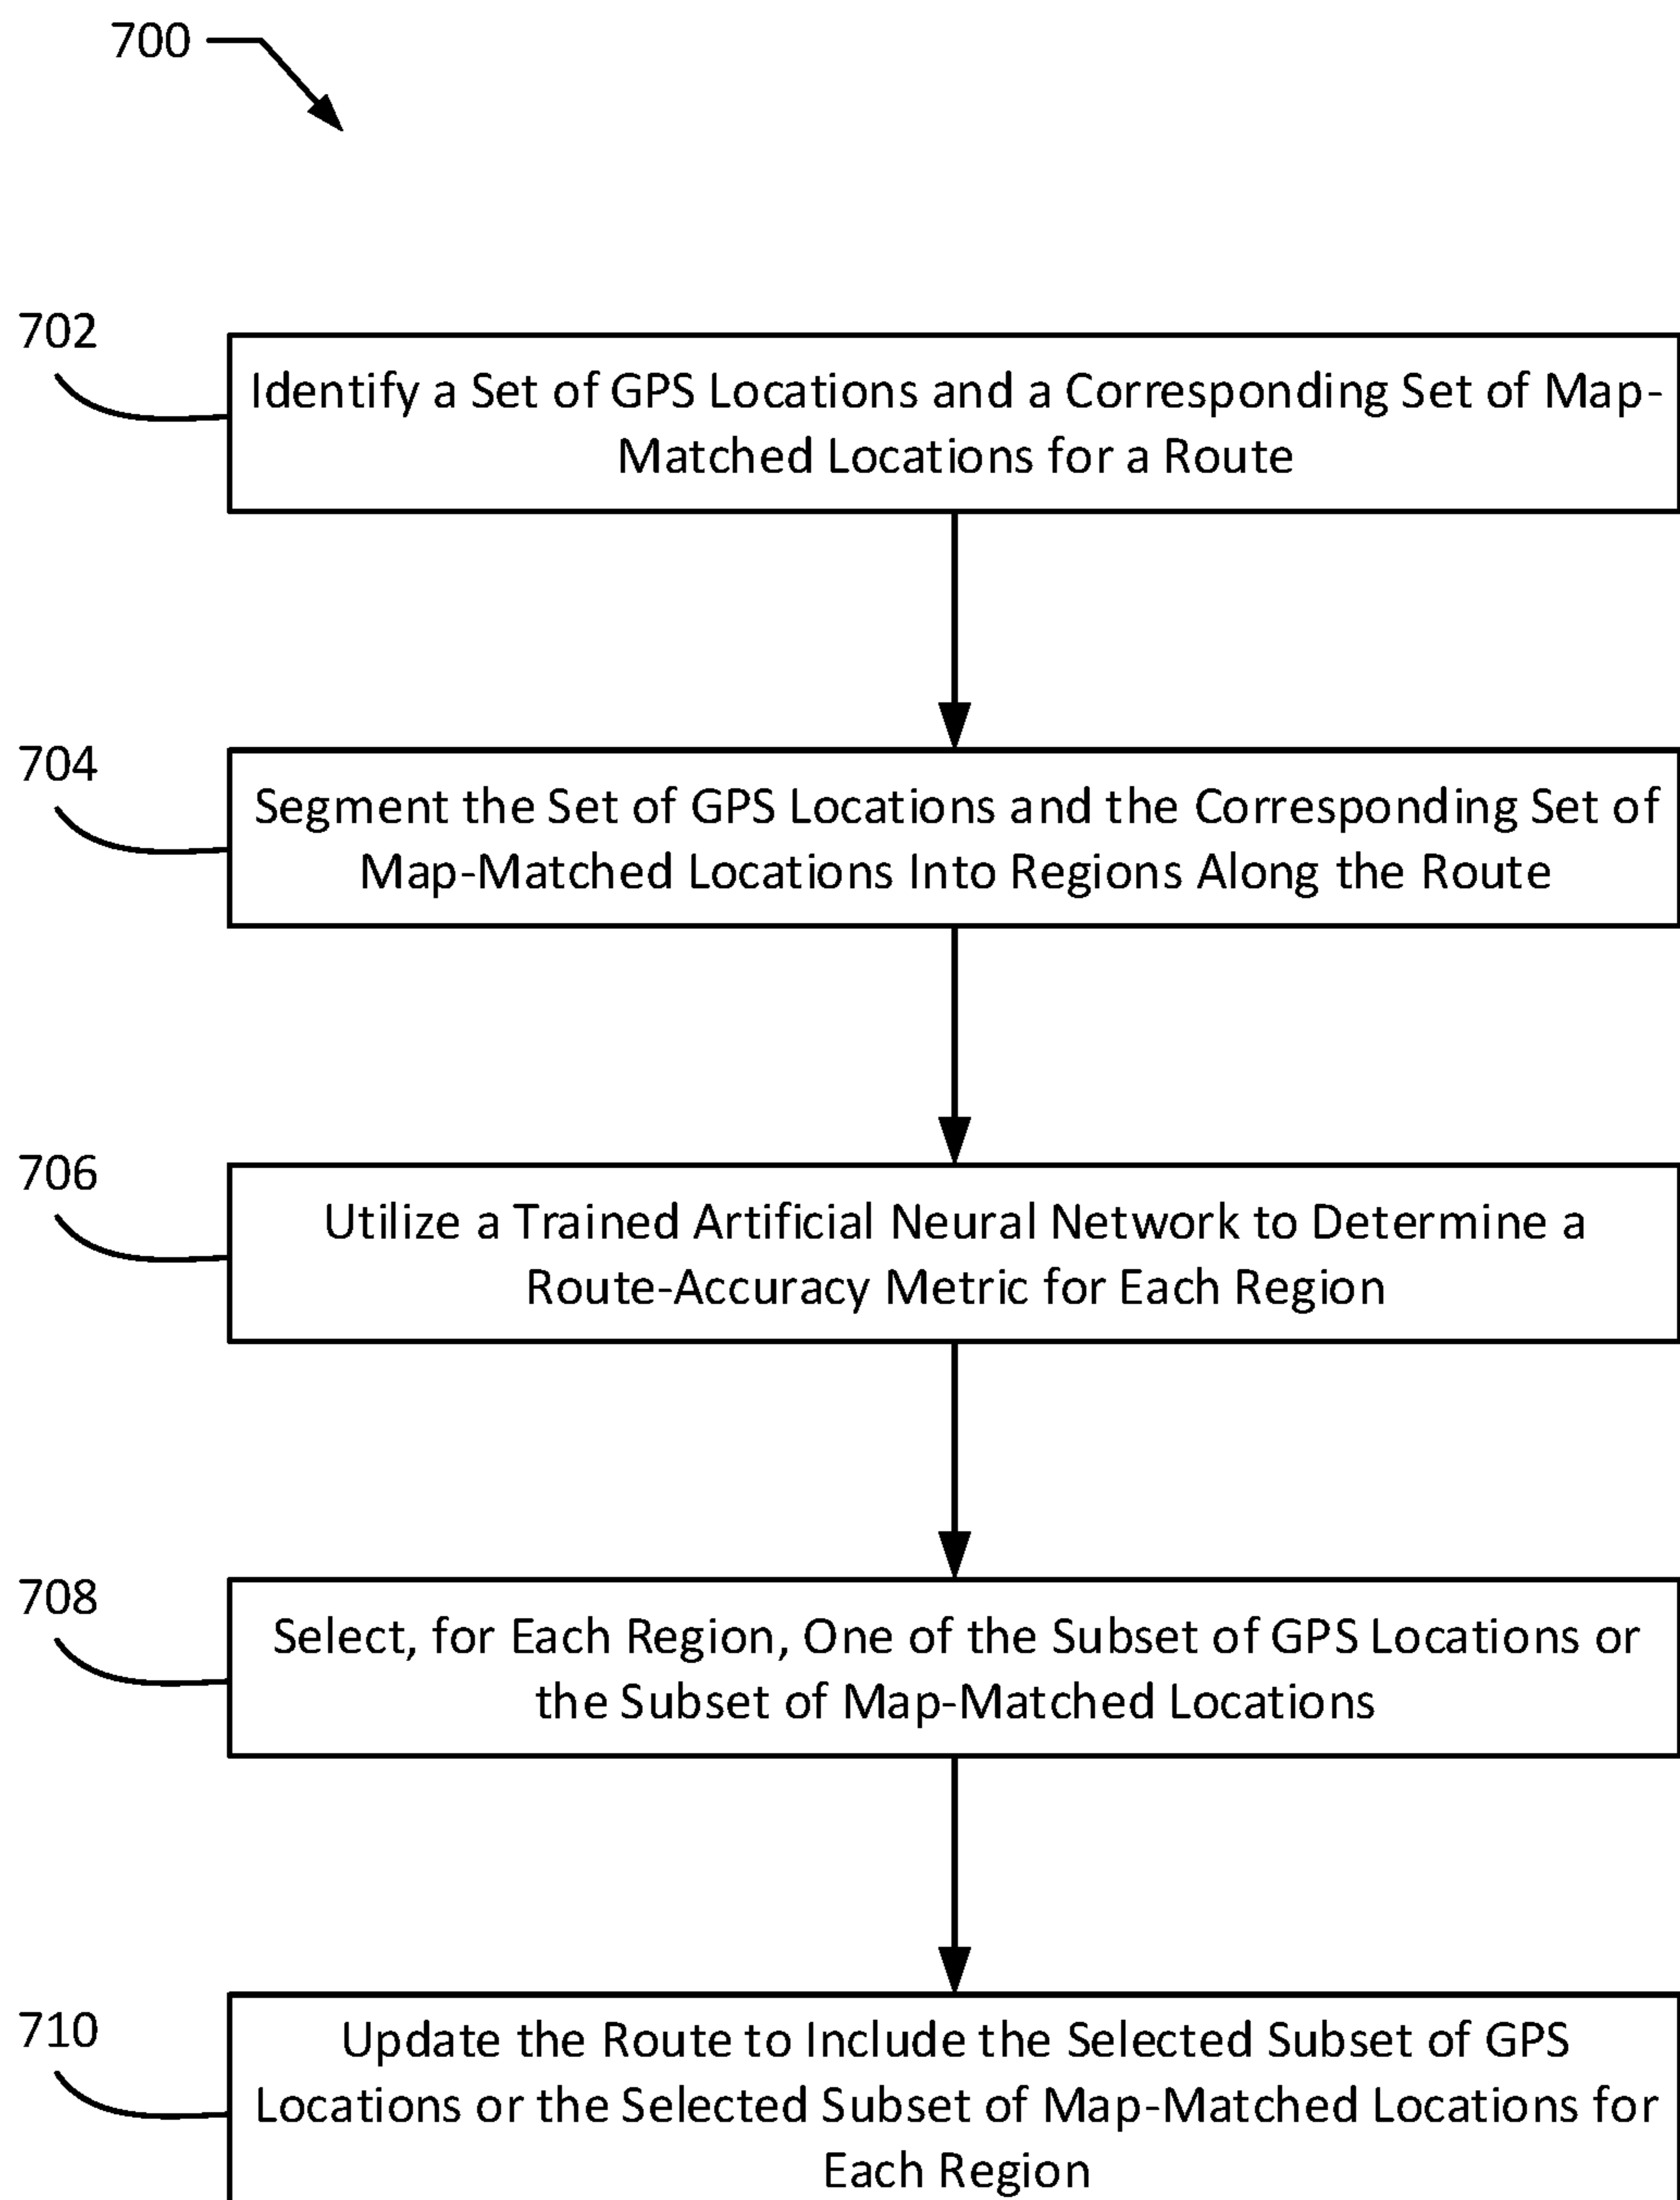 700
702
Identify a Set of GPS Locations and a Corresponding Set of Map-
Matched Locations for a Route
704
Segment the Set of GPS Locations and the Corresponding Set of
Map-Matched Locations Into Regions Along the Route
706
Utilize a Trained Artificial Neural Network to Determine a
Route-Accuracy Metric for Each Region
708
Select, for Each Region, One of the Subset of GPS Locations or
the Subset of Map-Matched Locations
710
Update the Route to Include the Selected Subset of GPS
Locations or the Selected Subset of Map-Matched Locations for
Each Region